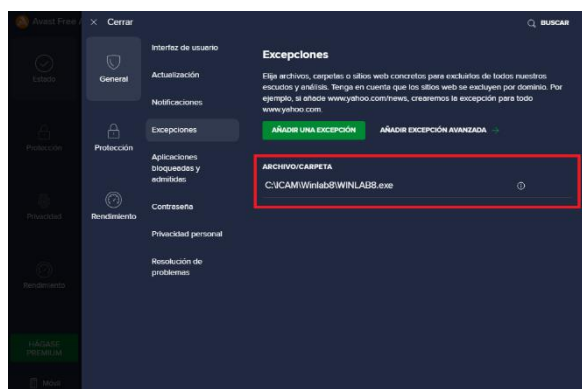 Avast Free
Cerrar
BUSCAR
Estado
Protección
Privacidad
Rendimiento
HÁGASE
PREMIUM
Móvil
General
Protección
Rendimiento
Interfaz de usuario
Actualización
Notificaciones
Excepciones
Aplicaciones
bloqueadas y
admitidas
Contraseña
Privacidad personal
Resolución de
problemas
Excepciones
Elija archivos, carpetas o sitios web concretos para excluirlos de todos nuestros
escudos y análisis. Tenga en cuenta que los sitios web se excluyen por dominio. Por
ejemplo, si añade www.yahoo.com/news, crearemos la excepción para todo
www.yahoo.com.
AÑADIR UNA EXCEPCIÓN
AÑADIR EXCEPCIÓN AVANZADA
ARCHIVO/CARPETA
C:\ICAM\Winlab8\WINLAB8.exe